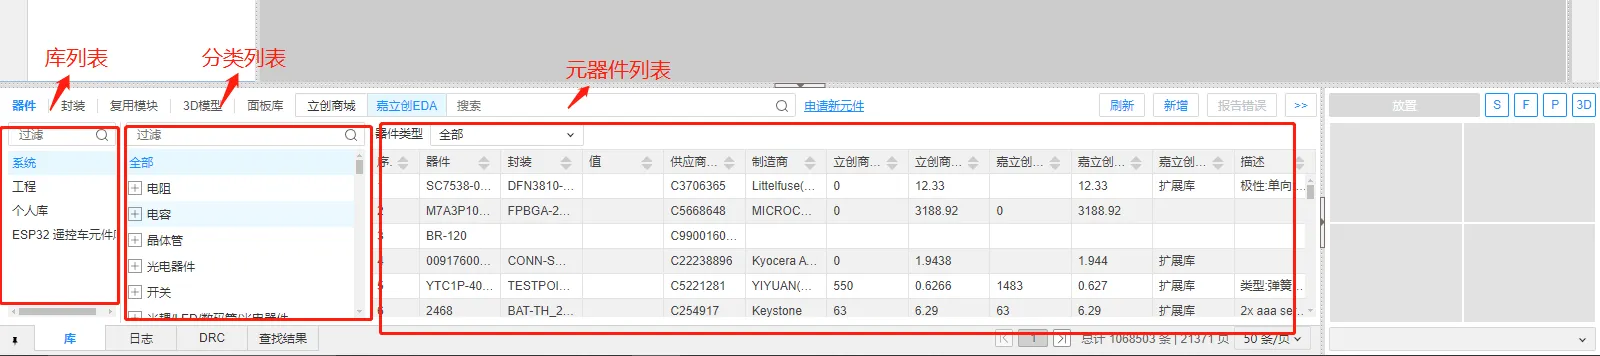 库列表
分类列表
元器件列表
器件 封装 复用模块 3D模型 面板库 立创商城 嘉立创EDA 搜索 申请新元件 刷新 新增 报告错误 >> 放置 S F P 3D
过滤 过滤 器件类型 全部
系统
工程
个人库
ESP32 遥控车元件
全部
电阻
电容
晶体管
光电器件
开关
光耦/LED/数码管/光电器件
序. 器件 封装 值 供应商... 制造商 立创商... 立创商... 嘉立创... 嘉立创... 嘉立创... 描述
1 SC7538-0... DFN3810-... C3706365 Littelfuse(... 0 12.33 12.33 扩展库 极性:单向
2 M7A3P10... FPBGA-2... C5668648 MICROC... 0 3188.92 0 3188.92
3 BR-120 C9900160...
4 00917600... CONN-S... C22238896 Kyocera A... 0 1.9438 1.944 扩展库
5 YTC1P-40... TESTPOI... C5221281 YIYUAN(... 550 0.6266 1483 0.627 扩展库 类型:弹簧...
6 2468 BAT-TH_2... C254917 Keystone 63 6.29 63 6.29 扩展库 2x aaa se...
1 总计 1068503 条 | 21371 页 50 条/页
库 日志 DRC 查找结果